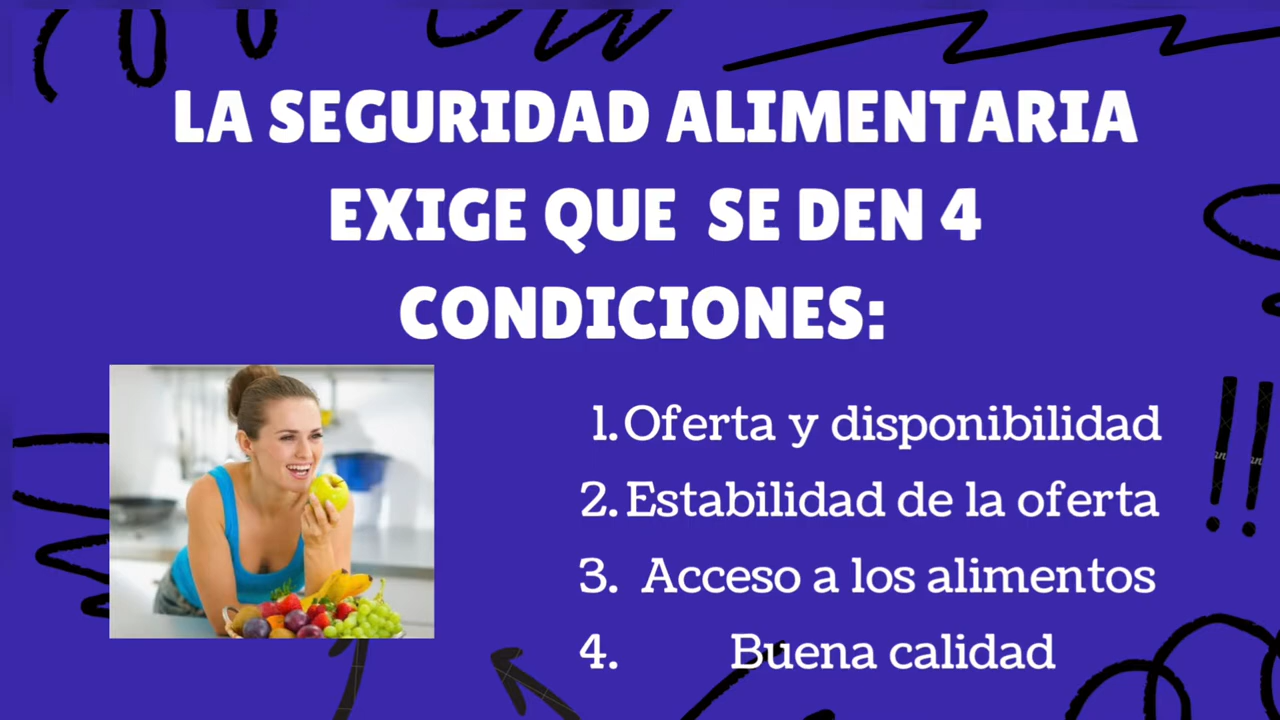 LA SEGURIDAD ALIMENTARIA
EXIGE QUE SE DEN 4
CONDICIONES:
1. Oferta y disponibilidad
2. Estabilidad de la oferta
3. Acceso a los alimentos
4. Buena calidad